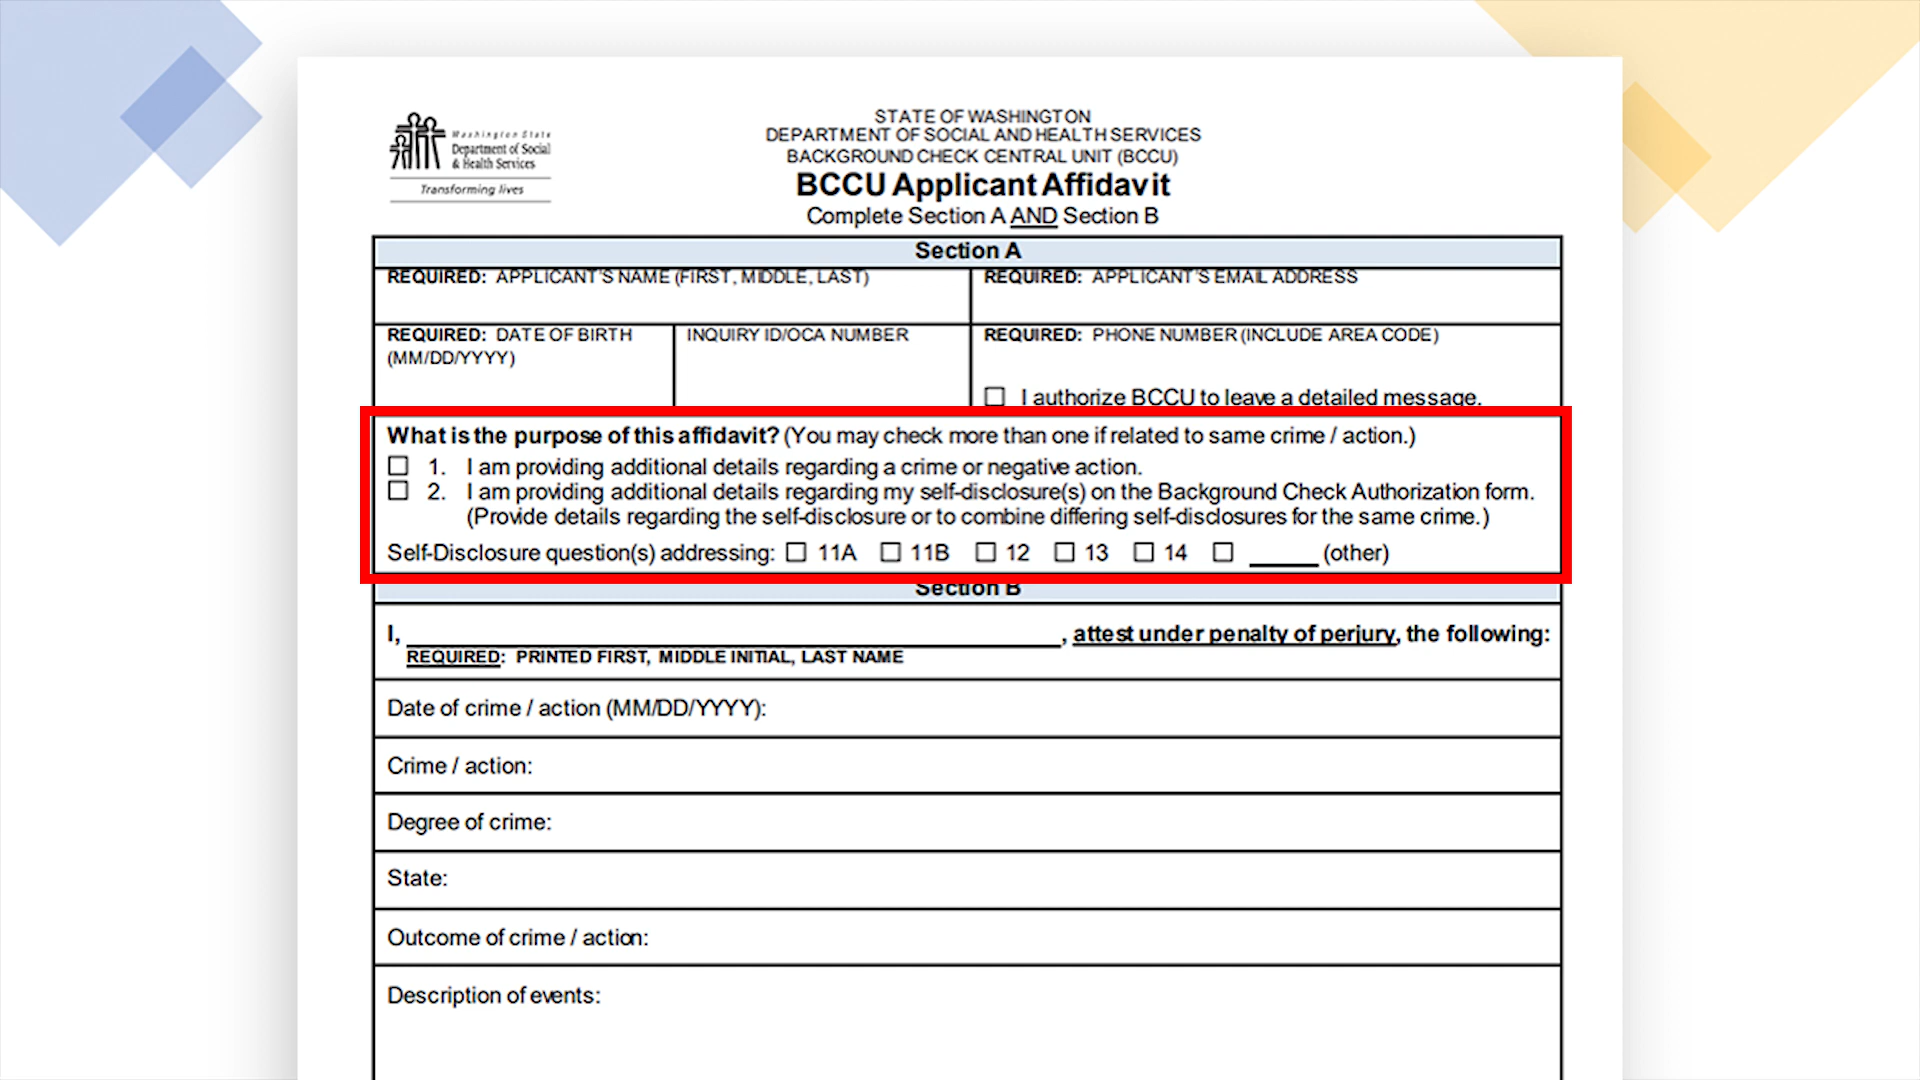 Washington State
Department of Social
& Health Services
Transforming lives
STATE OF WASHINGTON
DEPARTMENT OF SOCIAL AND HEALTH SERVICES
BACKGROUND CHECK CENTRAL UNIT (BCCU)
BCCU Applicant Affidavit
Complete Section A AND Section B
Section A
REQUIRED: APPLICANT'S NAME (FIRST, MIDDLE, LAST)
REQUIRED: APPLICANT'S EMAIL ADDRESS
REQUIRED: DATE OF BIRTH
(MM/DD/YYYY)
INQUIRY ID/OCA NUMBER
REQUIRED: PHONE NUMBER (INCLUDE AREA CODE)
☐ I authorize BCCU to leave a detailed message.
What is the purpose of this affidavit? (You may check more than one if related to same crime / action.)
☐ 1. I am providing additional details regarding a crime or negative action.
☐ 2. I am providing additional details regarding my self-disclosure(s) on the Background Check Authorization form.
(Provide details regarding the self-disclosure or to combine differing self-disclosures for the same crime.)
Self-Disclosure question(s) addressing: ☐ 11A ☐ 11B ☐ 12 ☐ 13 ☐ 14 ☐ _____ (other)
Section B
I, ____________________, attest under penalty of perjury, the following:
REQUIRED: PRINTED FIRST, MIDDLE INITIAL, LAST NAME
Date of crime / action (MM/DD/YYYY):
Crime / action:
Degree of crime:
State:
Outcome of crime / action:
Description of events: